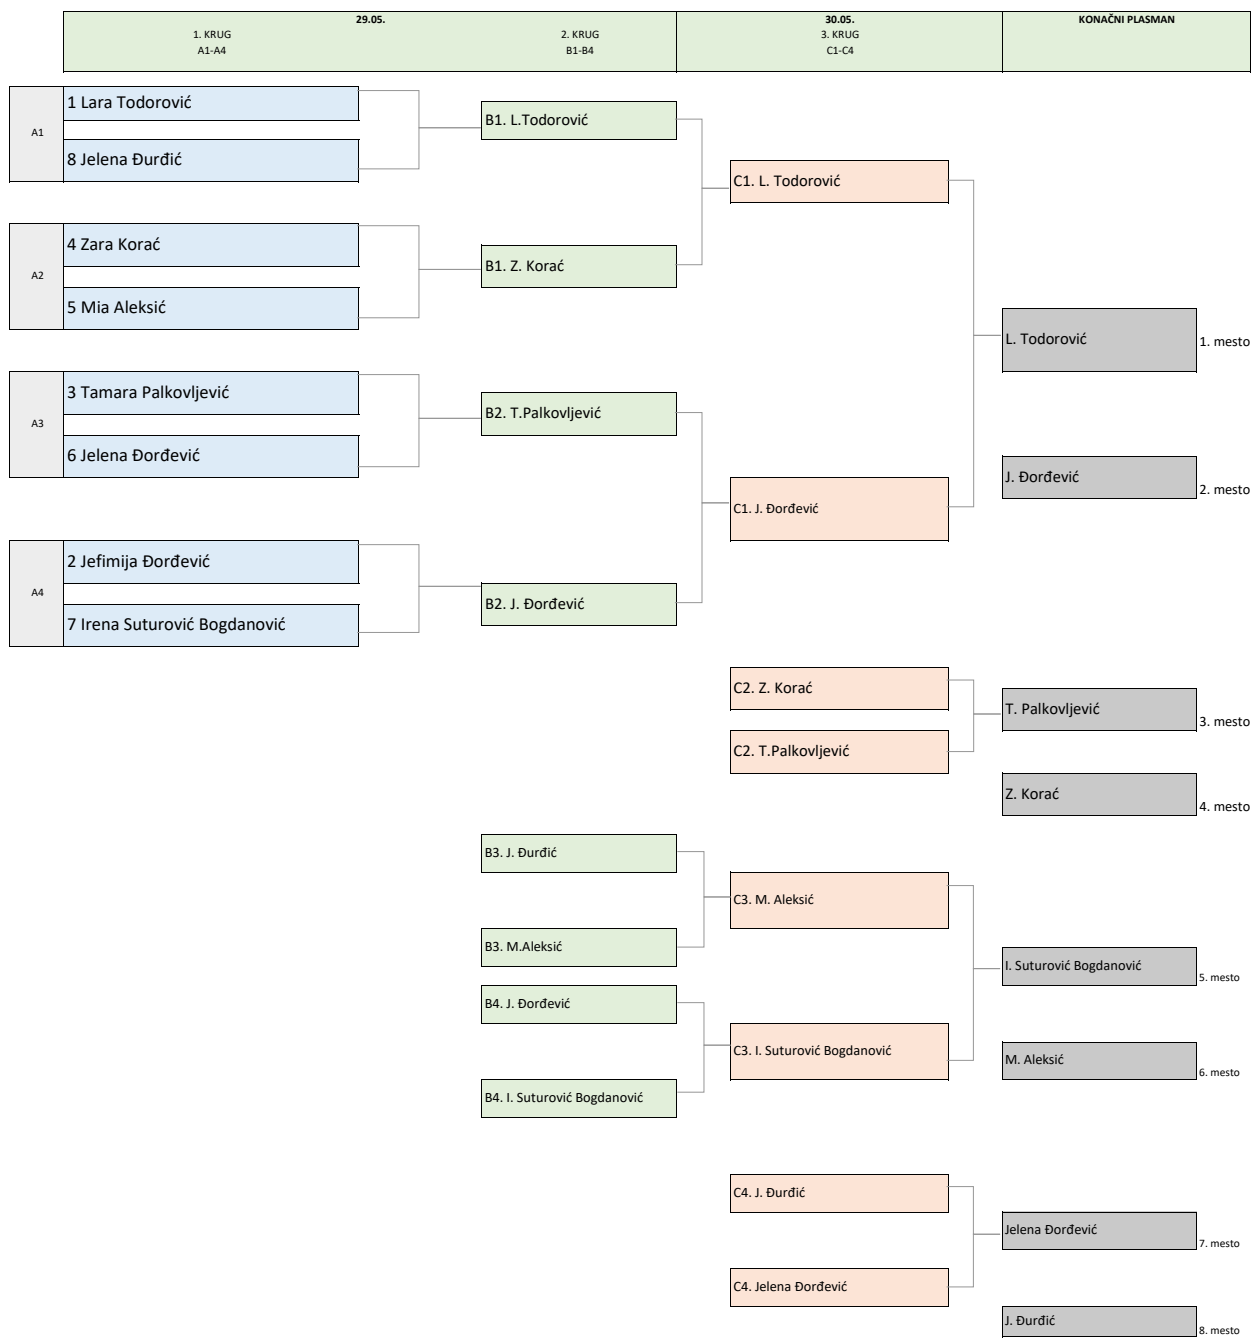 29.05.
1. KRUG
A1-A4
2. KRUG
B1-B4
30.05.
3. KRUG
C1-C4
KONAČNI PLASMAN
A1
1 Lara Todorović
8 Jelena Đurđić
A2
4 Zara Korać
5 Mia Aleksić
A3
3 Tamara Palkovljević
6 Jelena Đorđević
A4
2 Jefimija Đorđević
7 Irena Suturović Bogdanović
B1. L.Todorović
B1. Z. Korać
B2. T.Palkovljević
B2. J. Đorđević
C1. L. Todorović
C1. J. Đorđević
L. Todorović
1. mesto
J. Đorđević
2. mesto
C2. Z. Korać
C2. T.Palkovljević
T. Palkovljević
3. mesto
Z. Korać
4. mesto
B3. J. Đurđić
B3. M.Aleksić
B4. J. Đorđević
B4. I. Suturović Bogdanović
C3. M. Aleksić
C3. I. Suturović Bogdanović
I. Suturović Bogdanović
5. mesto
M. Aleksić
6. mesto
C4. J. Đurđić
C4. Jelena Đorđević
Jelena Đorđević
7. mesto
J. Đurđić
8. mesto